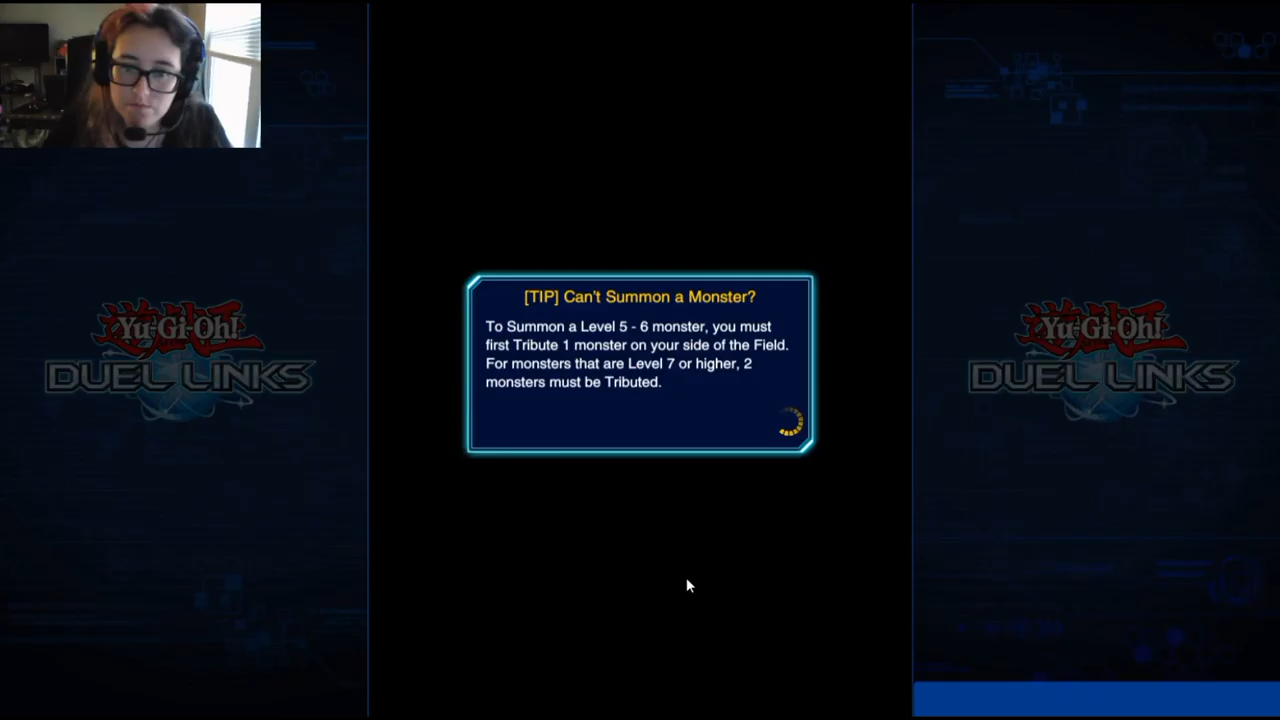 [TIP] Can't Summon a Monster?
To Summon a Level 5 - 6 monster, you must
first Tribute 1 monster on your side of the Field.
For monsters that are Level 7 or higher, 2
monsters must be Tributed.
Yu-Gi-Oh!
DUEL LINKS
Yu-Gi-Oh!
DUEL LINKS